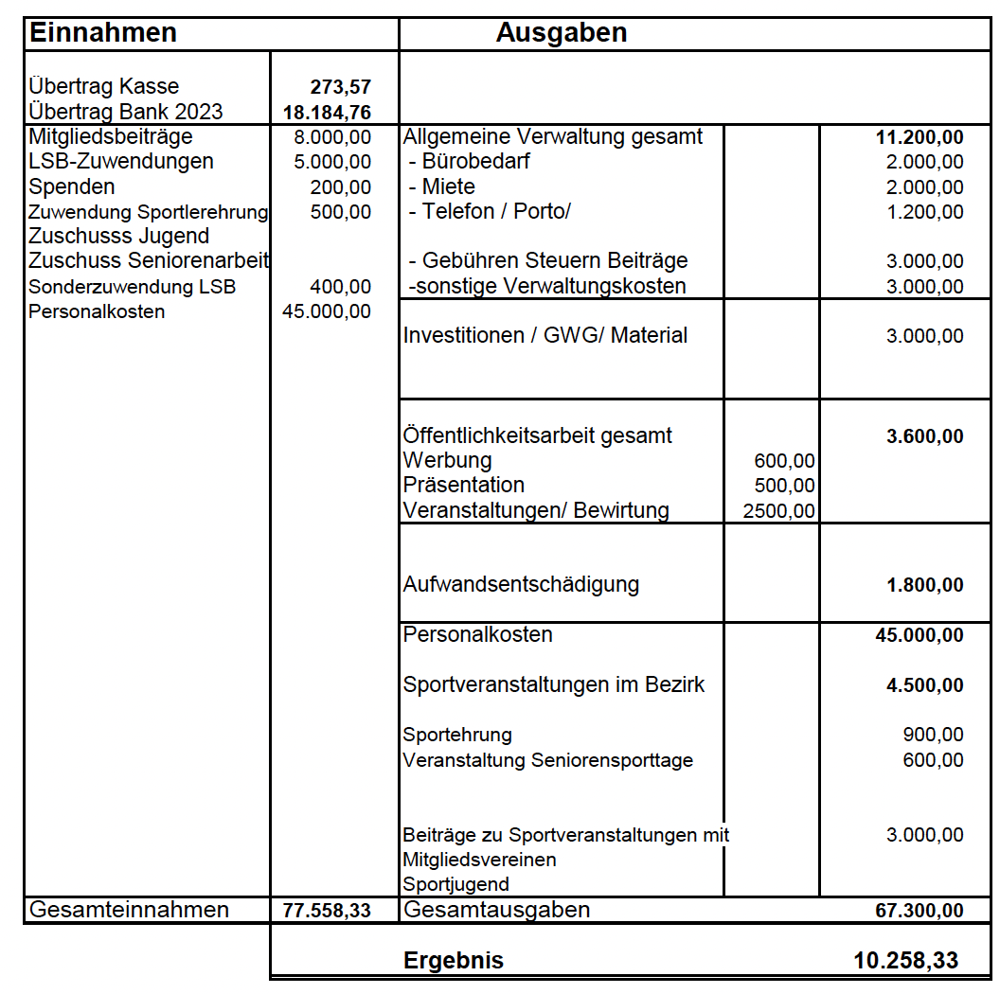 Einnahmen Ausgaben
Übertrag Kasse 273,57
Übertrag Bank 2023 18.184,76
Mitgliedsbeiträge 8.000,00 Allgemeine Verwaltung gesamt 11.200,00
LSB-Zuwendungen 5.000,00 - Bürobedarf 2.000,00
Spenden 200,00 - Miete 2.000,00
Zuwendung Sportlerehrung 500,00 - Telefon / Porto/ 1.200,00
Zuschusss Jugend
Zuschuss Seniorenarbeit - Gebühren Steuern Beiträge 3.000,00
Sonderzuwendung LSB 400,00 -sonstige Verwaltungskosten 3.000,00
Personalkosten 45.000,00
Investitionen / GWG/ Material 3.000,00
Öffentlichkeitsarbeit gesamt 3.600,00
Werbung 600,00
Präsentation 500,00
Veranstaltungen/ Bewirtung 2500,00
Aufwandsentschädigung 1.800,00
Personalkosten 45.000,00
Sportveranstaltungen im Bezirk 4.500,00
Sportehrung 900,00
Veranstaltung Seniorensporttage 600,00
Beiträge zu Sportveranstaltungen mit 3.000,00
Mitgliedsvereinen
Sportjugend
Gesamteinnahmen 77.558,33 Gesamtausgaben 67.300,00
Ergebnis 10.258,33